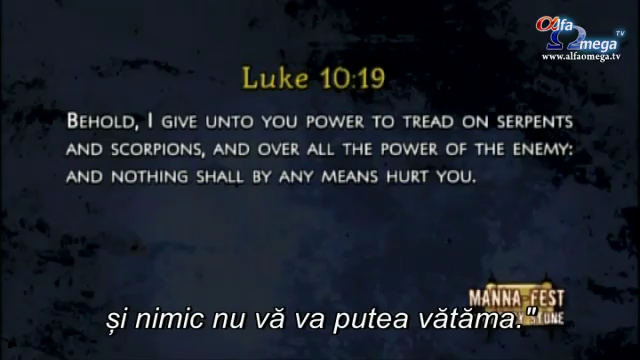 alfa
omega TV
www.alfaomega.tv
Luke 10:19
BEHOLD, I GIVE UNTO YOU POWER TO TREAD ON SERPENTS
AND SCORPIONS, AND OVER ALL THE POWER OF THE ENEMY:
AND NOTHING SHALL BY ANY MEANS HURT YOU.
MANNA-FEST
și nimic nu vă va putea vătăma."